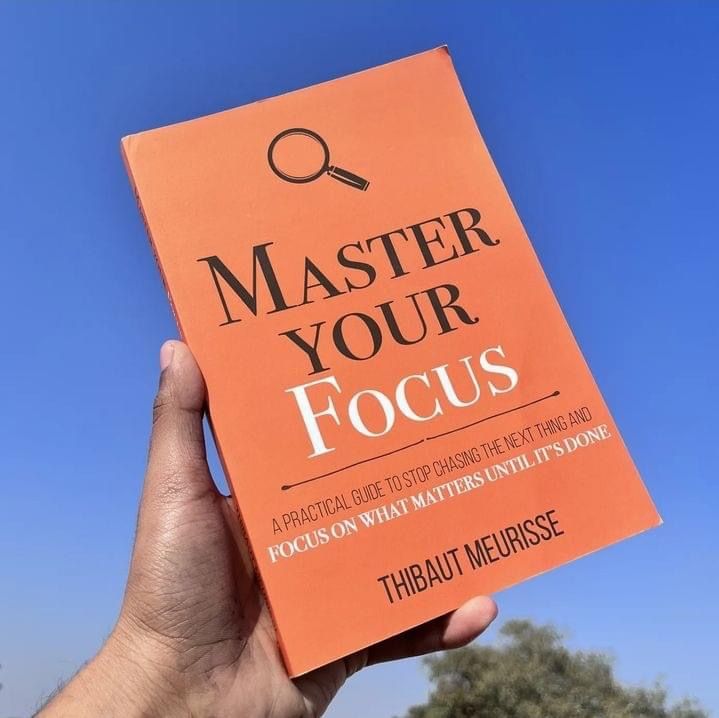 MASTER
YOUR
FOCUS
A PRACTICAL GUIDE TO STOP CHASING THE NEXT THING AND
FOCUS ON WHAT MATTERS UNTIL IT'S DONE
THIBAUT MEURISSE